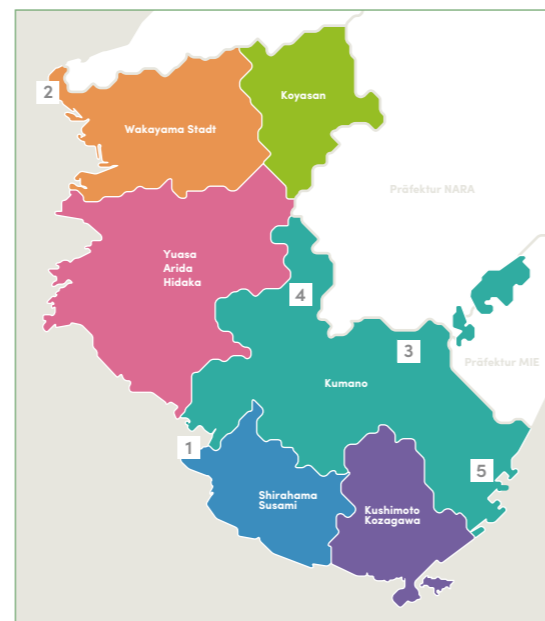 2
Wakayama Stadt
Koyasan
Präfektur NARA
Yuasa
Arida
Hidaka
4
3
Präfektur MIE
Kumano
1
5
Shirahama
Susami
Kushimoto
Kozagawa